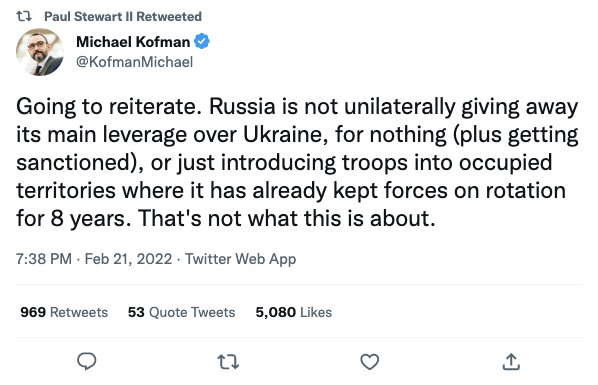 Paul Stewart II Retweeted
Michael Kofman
@KofmanMichael
Going to reiterate. Russia is not unilaterally giving away
its main leverage over Ukraine, for nothing (plus getting
sanctioned), or just introducing troops into occupied
territories where it has already kept forces on rotation
for 8 years. That's not what this is about.
7:38 PM · Feb 21, 2022 · Twitter Web App
969 Retweets 53 Quote Tweets 5,080 Likes